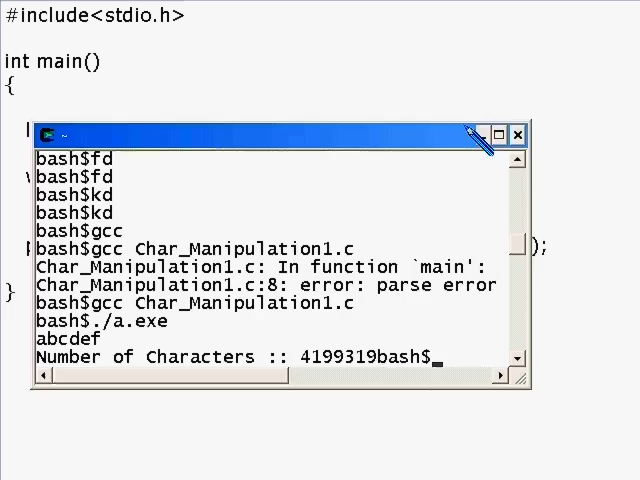 #include<stdio.h>
int main()
{
~
bash$fd
bash$fd
bash$kd
bash$kd
bash$gcc
bash$gcc Char_Manipulation1.c
);
Char_Manipulation1.c: In function `main':
Char_Manipulation1.c:8: error: parse error
}
bash$gcc Char_Manipulation1.c
bash$./a.exe
abcdef
Number of Characters :: 4199319bash$